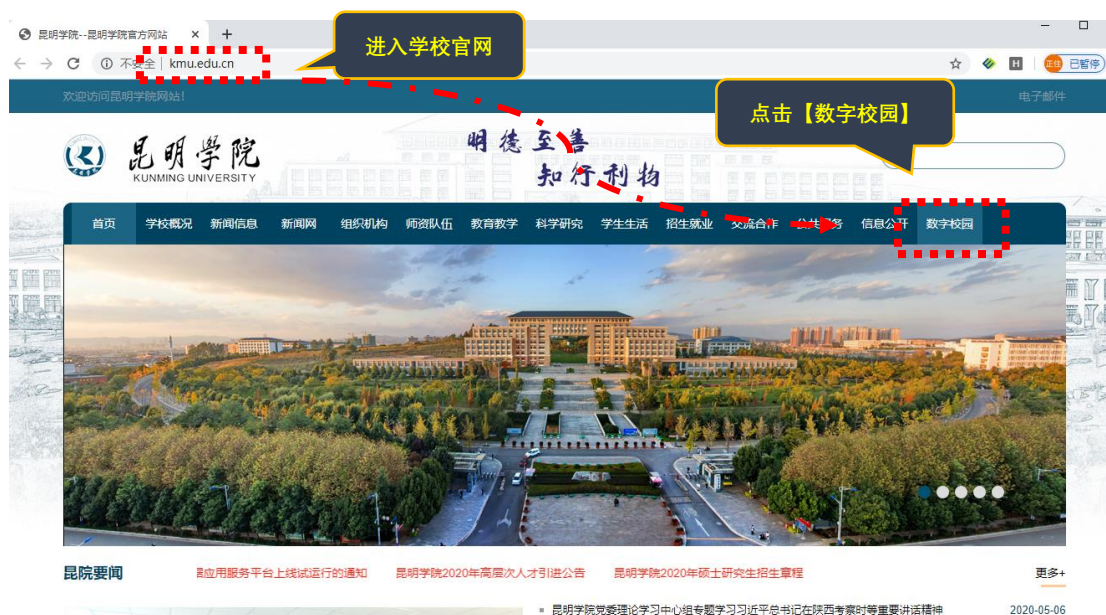 昆明学院--昆明学院官方网站
不安全 | kmu.edu.cn
进入学校官网
已暂停
欢迎访问昆明学院网站!
电子邮件
点击【数字校园】
昆明學院
KUNMING UNIVERSITY
明德至善
知行利物
首页 学校概况 新闻信息 新闻网 组织机构 师资队伍 教育教学 科学研究 学生生活 招生就业 交流合作 公共服务 信息公开 数字校园
昆院要闻
应用服务平台上线试运行的通知 昆明学院2020年高层次人才引进公告 昆明学院2020年硕士研究生招生章程
更多+
昆明学院党委理论学习中心组专题学习习近平总书记在陕西考察时等重要讲话精神 2020-05-06